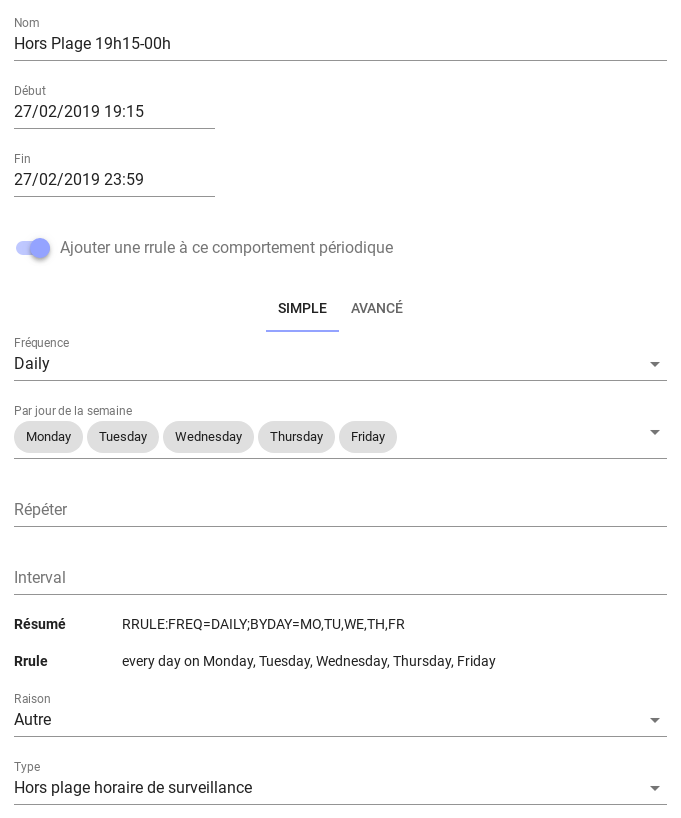 Nom
Hors Plage 19h15-00h
Début
27/02/2019 19:15
Fin
27/02/2019 23:59
Ajouter une rrule à ce comportement périodique
SIMPLE AVANCÉ
Fréquence
Daily
Par jour de la semaine
Monday Tuesday Wednesday Thursday Friday
Répéter
Interval
Résumé RRULE:FREQ=DAILY;BYDAY=MO,TU,WE,TH,FR
Rrule every day on Monday, Tuesday, Wednesday, Thursday, Friday
Raison
Autre
Type
Hors plage horaire de surveillance